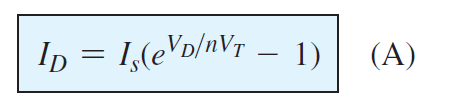 I_D = I_s(e^{V_D/nV_T} − 1) (A)